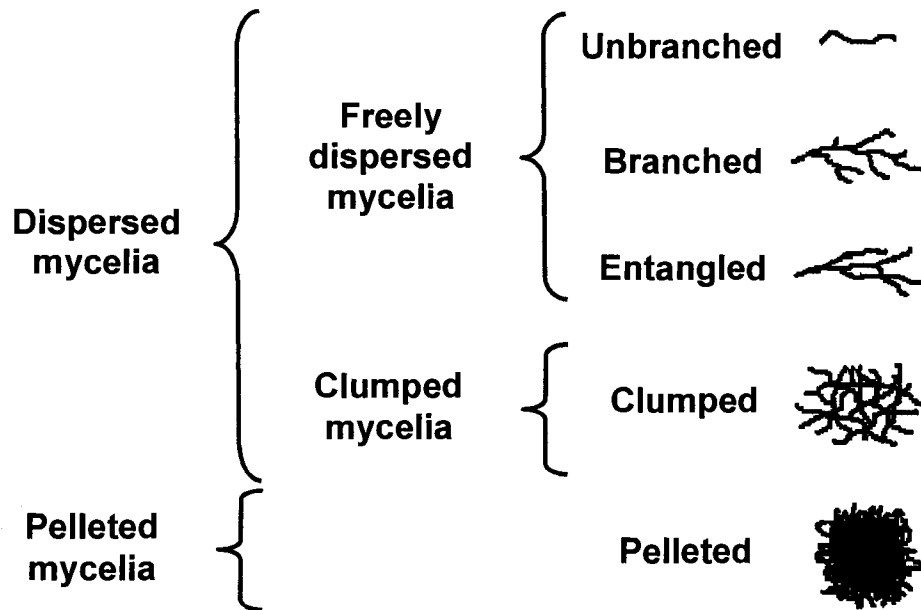 Dispersed
mycelia
Freely
dispersed
mycelia
Unbranched
Branched
Entangled
Clumped
mycelia
Clumped
Pelleted
mycelia
Pelleted